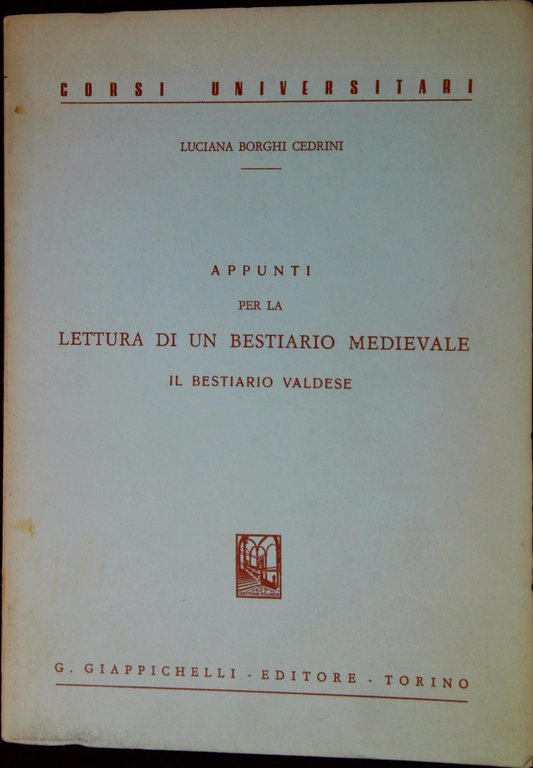 CORSI UNIVERSITARI
LUCIANA BORGHI CEDRINI
APPUNTI
PER LA
LETTURA DI UN BESTIARIO MEDIEVALE
IL BESTIARIO VALDESE
G. GIAPPICHELLI - EDITORE - TORINO